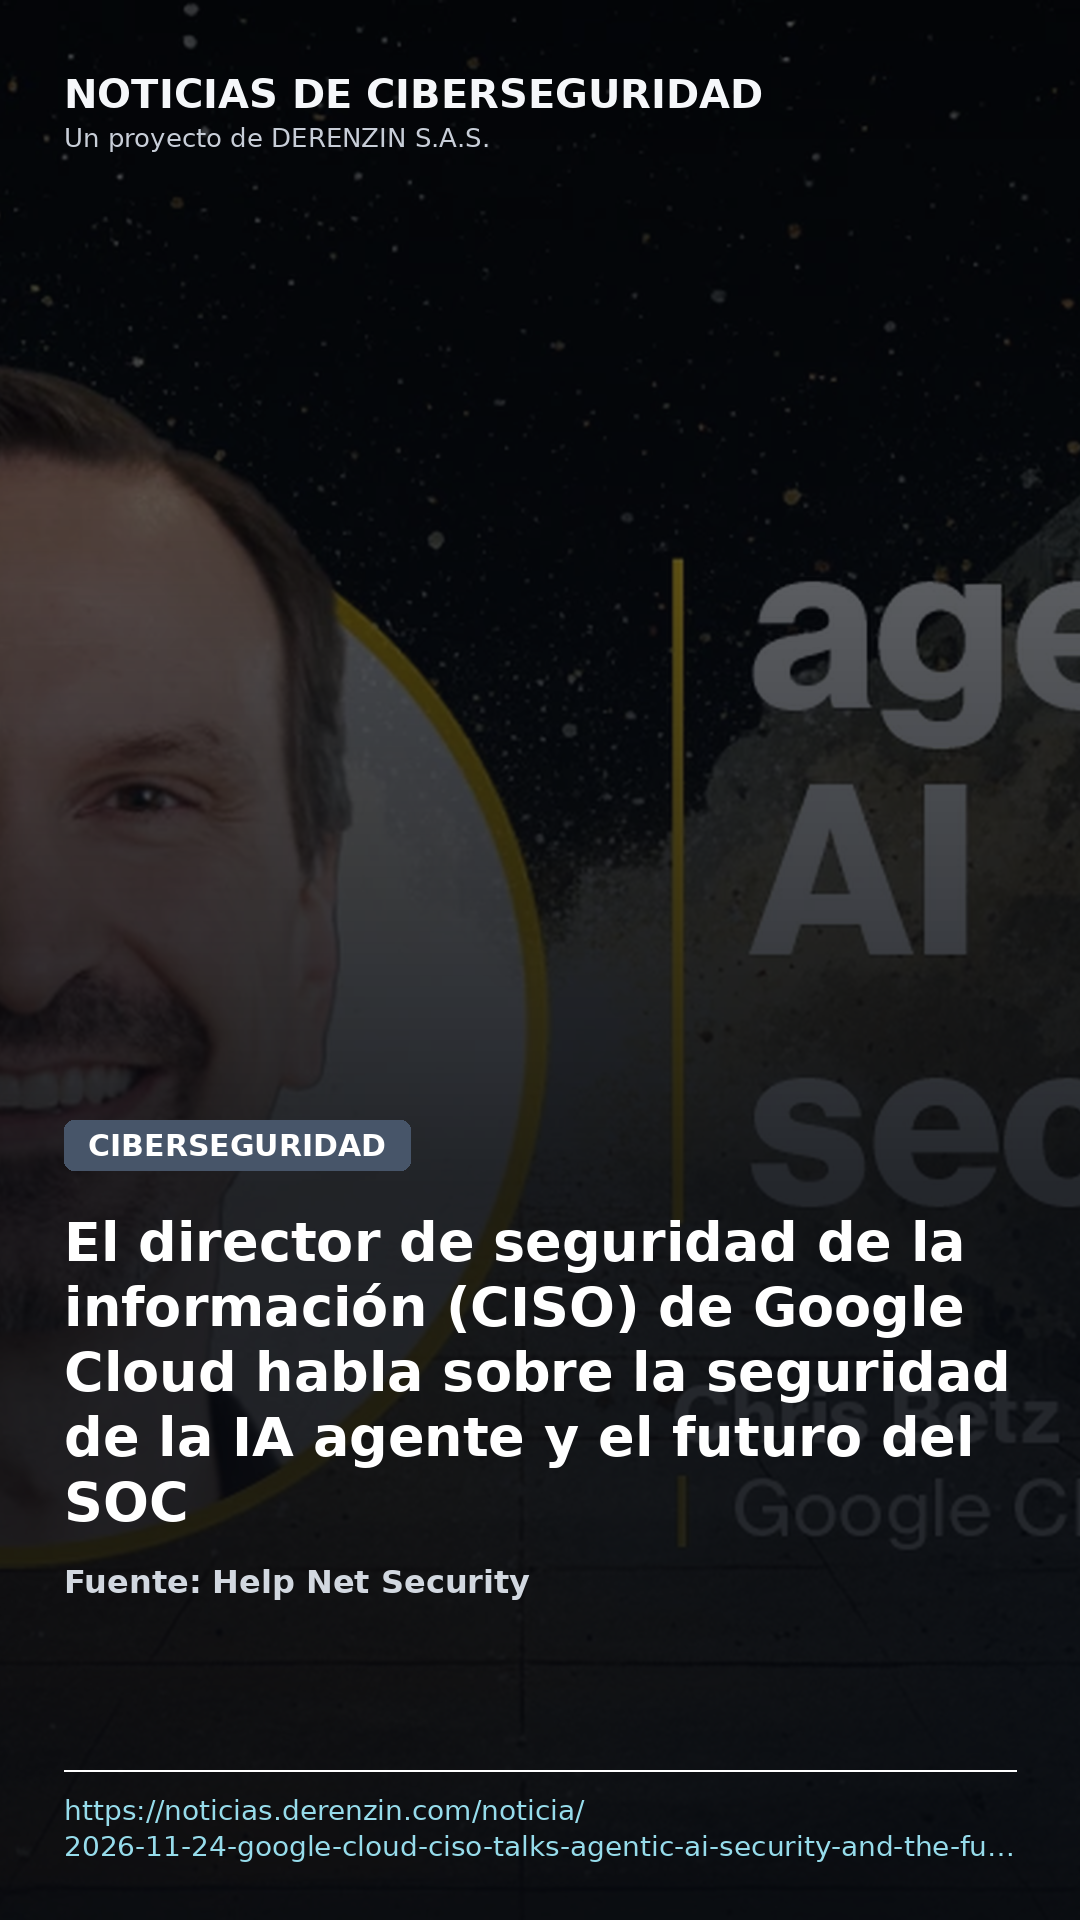 NOTICIAS DE CIBERSEGURIDAD
Un proyecto de DERENZIN S.A.S.
age
AI
sec
CIBERSEGURIDAD
El director de seguridad de la
información (CISO) de Google
Cloud habla sobre la seguridad
de la IA agente y el futuro del
SOC
Chris Betz
Google Cl
Fuente: Help Net Security
https://noticias.derenzin.com/noticia/
2026-11-24-google-cloud-ciso-talks-agentic-ai-security-and-the-fu...